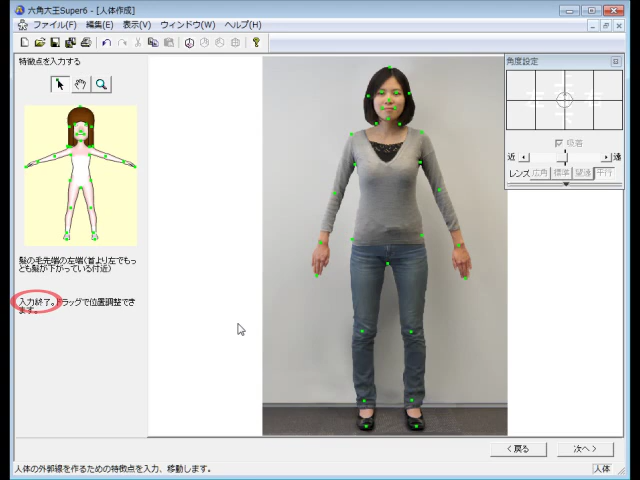 六角大王Super6 - [人体作成]
ファイル(F) 編集(E) 表示(V) ウィンドウ(W) ヘルプ(H)
特徴点を入力する
角度設定
吸着
近 遠
レンズ 広角 標準 望遠 平行
髪の毛先端の左端(首より左でもっ
とも髪が下がっている付近)
入力終了。ドラッグで位置調整でき
ます。
< 戻る 次へ >
人体の外郭線を作るための特徴点を入力、移動します。
人体